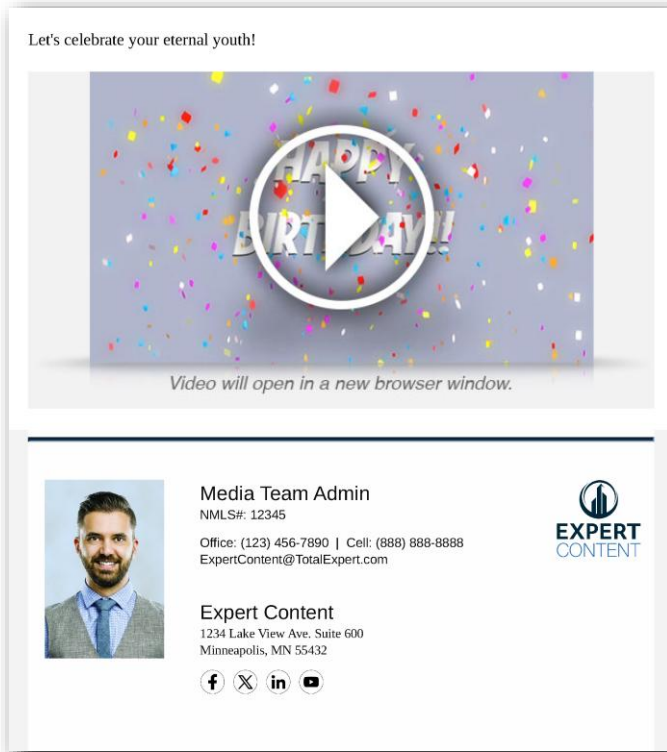 Let's celebrate your eternal youth!
HAPPY
BIRTHDAY!!
Video will open in a new browser window.
Media Team Admin
NMLS#: 12345
Office: (123) 456-7890 | Cell: (888) 888-8888
ExpertContent@TotalExpert.com
EXPERT
CONTENT
Expert Content
1234 Lake View Ave. Suite 600
Minneapolis, MN 55432